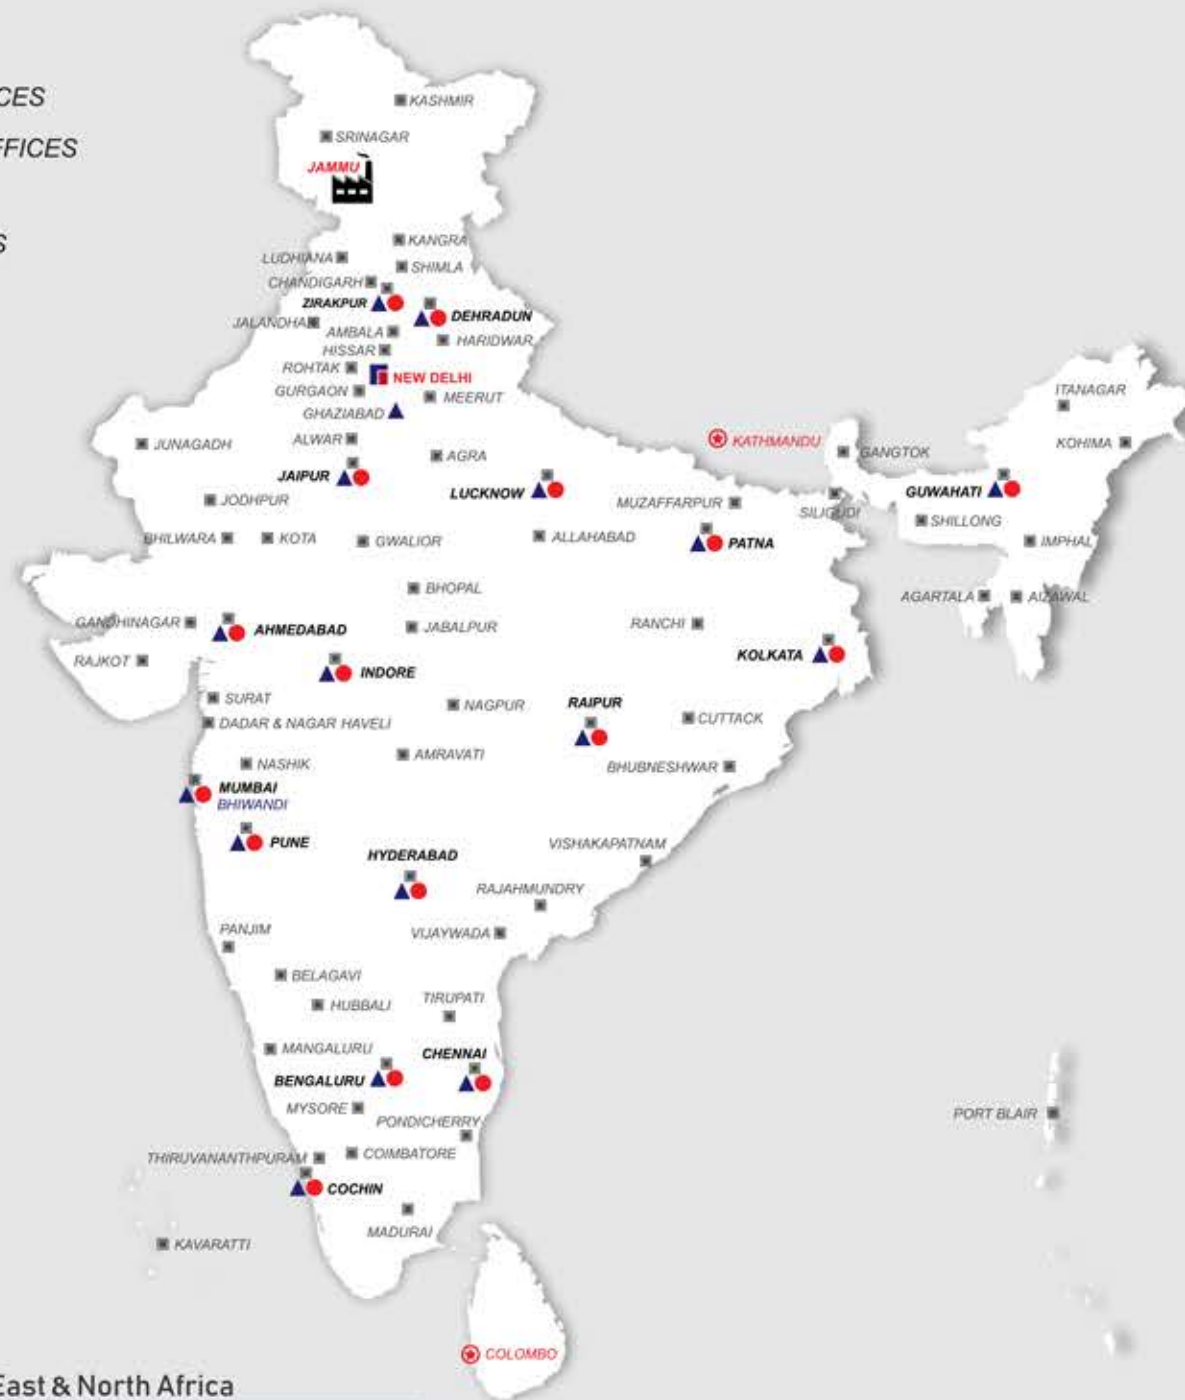 CES
FFICES
S
KASHMIR
SRINAGAR
JAMMU
KANGRA
LUDHIANA
SHIMLA
CHANDIGARH
ZIRAKPUR
DEHRADUN
JALANDHA
AMBALA
HARIDWAR
HISSAR
ROHTAK
NEW DELHI
GURGAON
MEERUT
GHAZIABAD
ITANAGAR
JUNAGADH
ALWAR
KATHMANDU
KOHIMA
AGRA
GANGTOK
JAIPUR
LUCKNOW
GUWAHATI
JODHPUR
MUZAFFARPUR
SILIGUDI
SHILLONG
BHILWARA
KOTA
GWALIOR
ALLAHABAD
PATNA
IMPHAL
BHOPAL
AGARTALA
AIZAWAL
GANDHINAGAR
AHMEDABAD
JABALPUR
RANCHI
RAJKOT
INDORE
KOLKATA
SURAT
NAGPUR
RAIPUR
DADAR & NAGAR HAVELI
CUTTACK
NASHIK
AMRAVATI
BHUBNESHWAR
MUMBAI
BHIWANDI
PUNE
HYDERABAD
VISHAKAPATNAM
RAJAHMUNDRY
PANJIM
VIJAYWADA
BELAGAVI
HUBBALI
TIRUPATI
MANGALURU
CHENNAI
BENGALURU
MYSORE
PONDICHERRY
PORT BLAIR
THIRUVANANTHPURAM
COIMBATORE
COCHIN
MADURAI
KAVARATTI
COLOMBO
East & North Africa